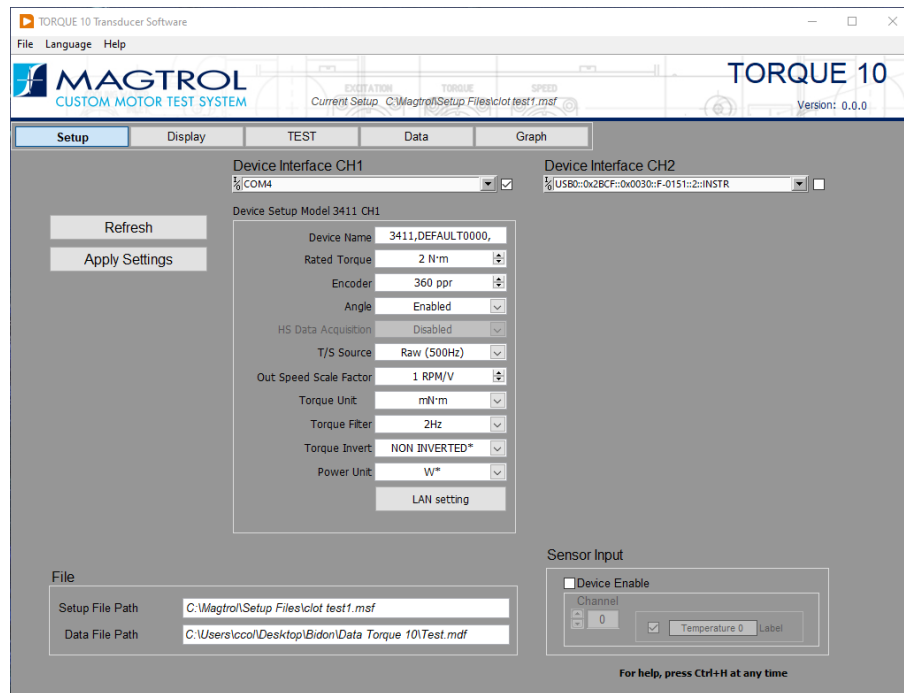 TORQUE 10 Transducer Software
File Language Help
MAGTROL
CUSTOM MOTOR TEST SYSTEM
EXCITATION TORQUE SPEED
Current Setup C:\Magtrol\Setup Files\clot test1.msf
TORQUE 10
Version: 0.0.0
Setup Display TEST Data Graph
Device Interface CH1
COM4
Device Interface CH2
USB0::0x2BCF::0x0030::F-0151::2::INSTR
Refresh
Apply Settings
Device Setup Model 3411 CH1
Device Name 3411,DEFAULT0000,
Rated Torque 2 N·m
Encoder 360 ppr
Angle Enabled
HS Data Acquisition Disabled
T/S Source Raw (500Hz)
Out Speed Scale Factor 1 RPM/V
Torque Unit mN·m
Torque Filter 2Hz
Torque Invert NON INVERTED*
Power Unit W*
LAN setting
File
Setup File Path C:\Magtrol\Setup Files\clot test1.msf
Data File Path C:\Users\ccol\Desktop\Bidon\Data Torque 10\Test.mdf
Sensor Input
Device Enable
Channel
0
Temperature 0 Label
For help, press Ctrl+H at any time